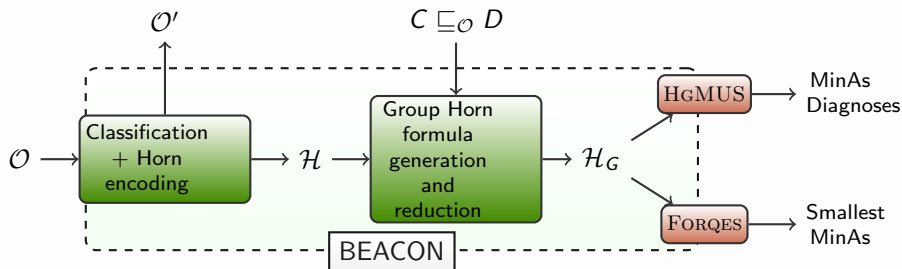 𝒪′
C ⊑𝒪 D
𝒪
Classification
+ Horn
encoding
ℋ
Group Horn
formula
generation
and
reduction
ℋG
HGMUS
MinAs
Diagnoses
FORQES
Smallest
MinAs
BEACON